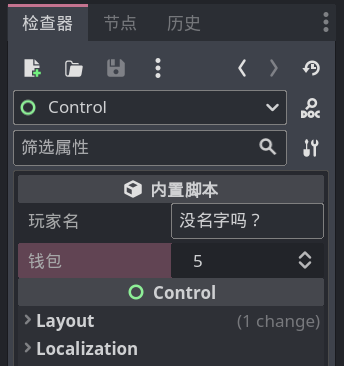 检查器 节点 历史
Control
DOC
筛选属性
内置脚本
玩家名 没名字吗？
钱包 5
Control
Layout (1 change)
Localization